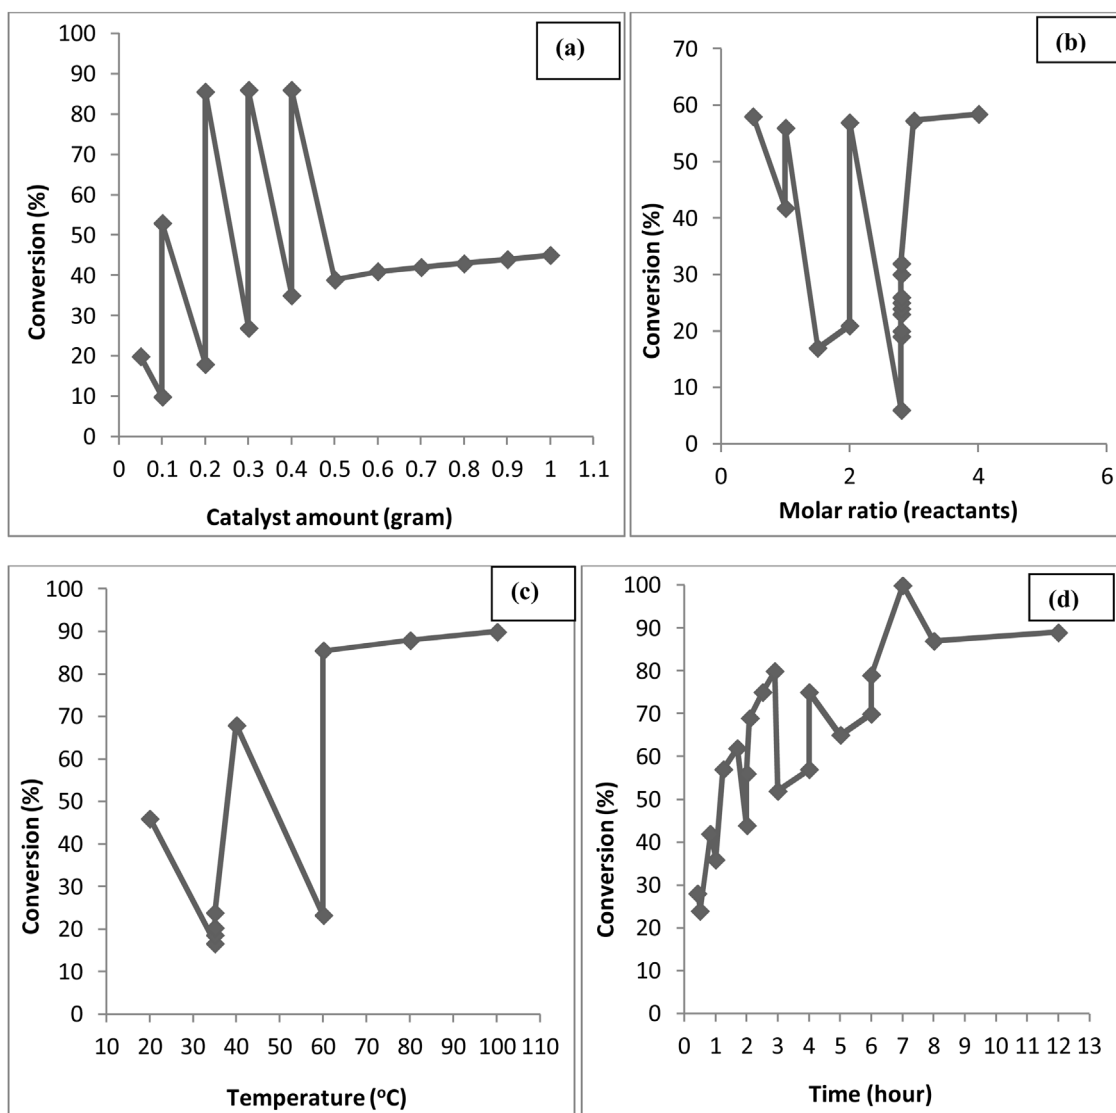 (a)
100
90
80
70
60
50
40
30
20
10
0
Conversion (%)
0 0.1 0.2 0.3 0.4 0.5 0.6 0.7 0.8 0.9 1 1.1
Catalyst amount (gram)
(b)
70
60
50
40
30
20
10
0
Conversion (%)
0 2 4 6
Molar ratio (reactants)
(c)
100
90
80
70
60
50
40
30
20
10
0
Conversion (%)
10 20 30 40 50 60 70 80 90 100 110
Temperature (°C)
(d)
100
90
80
70
60
50
40
30
20
10
0
Conversion (%)
0 1 2 3 4 5 6 7 8 9 10 11 12 13
Time (hour)